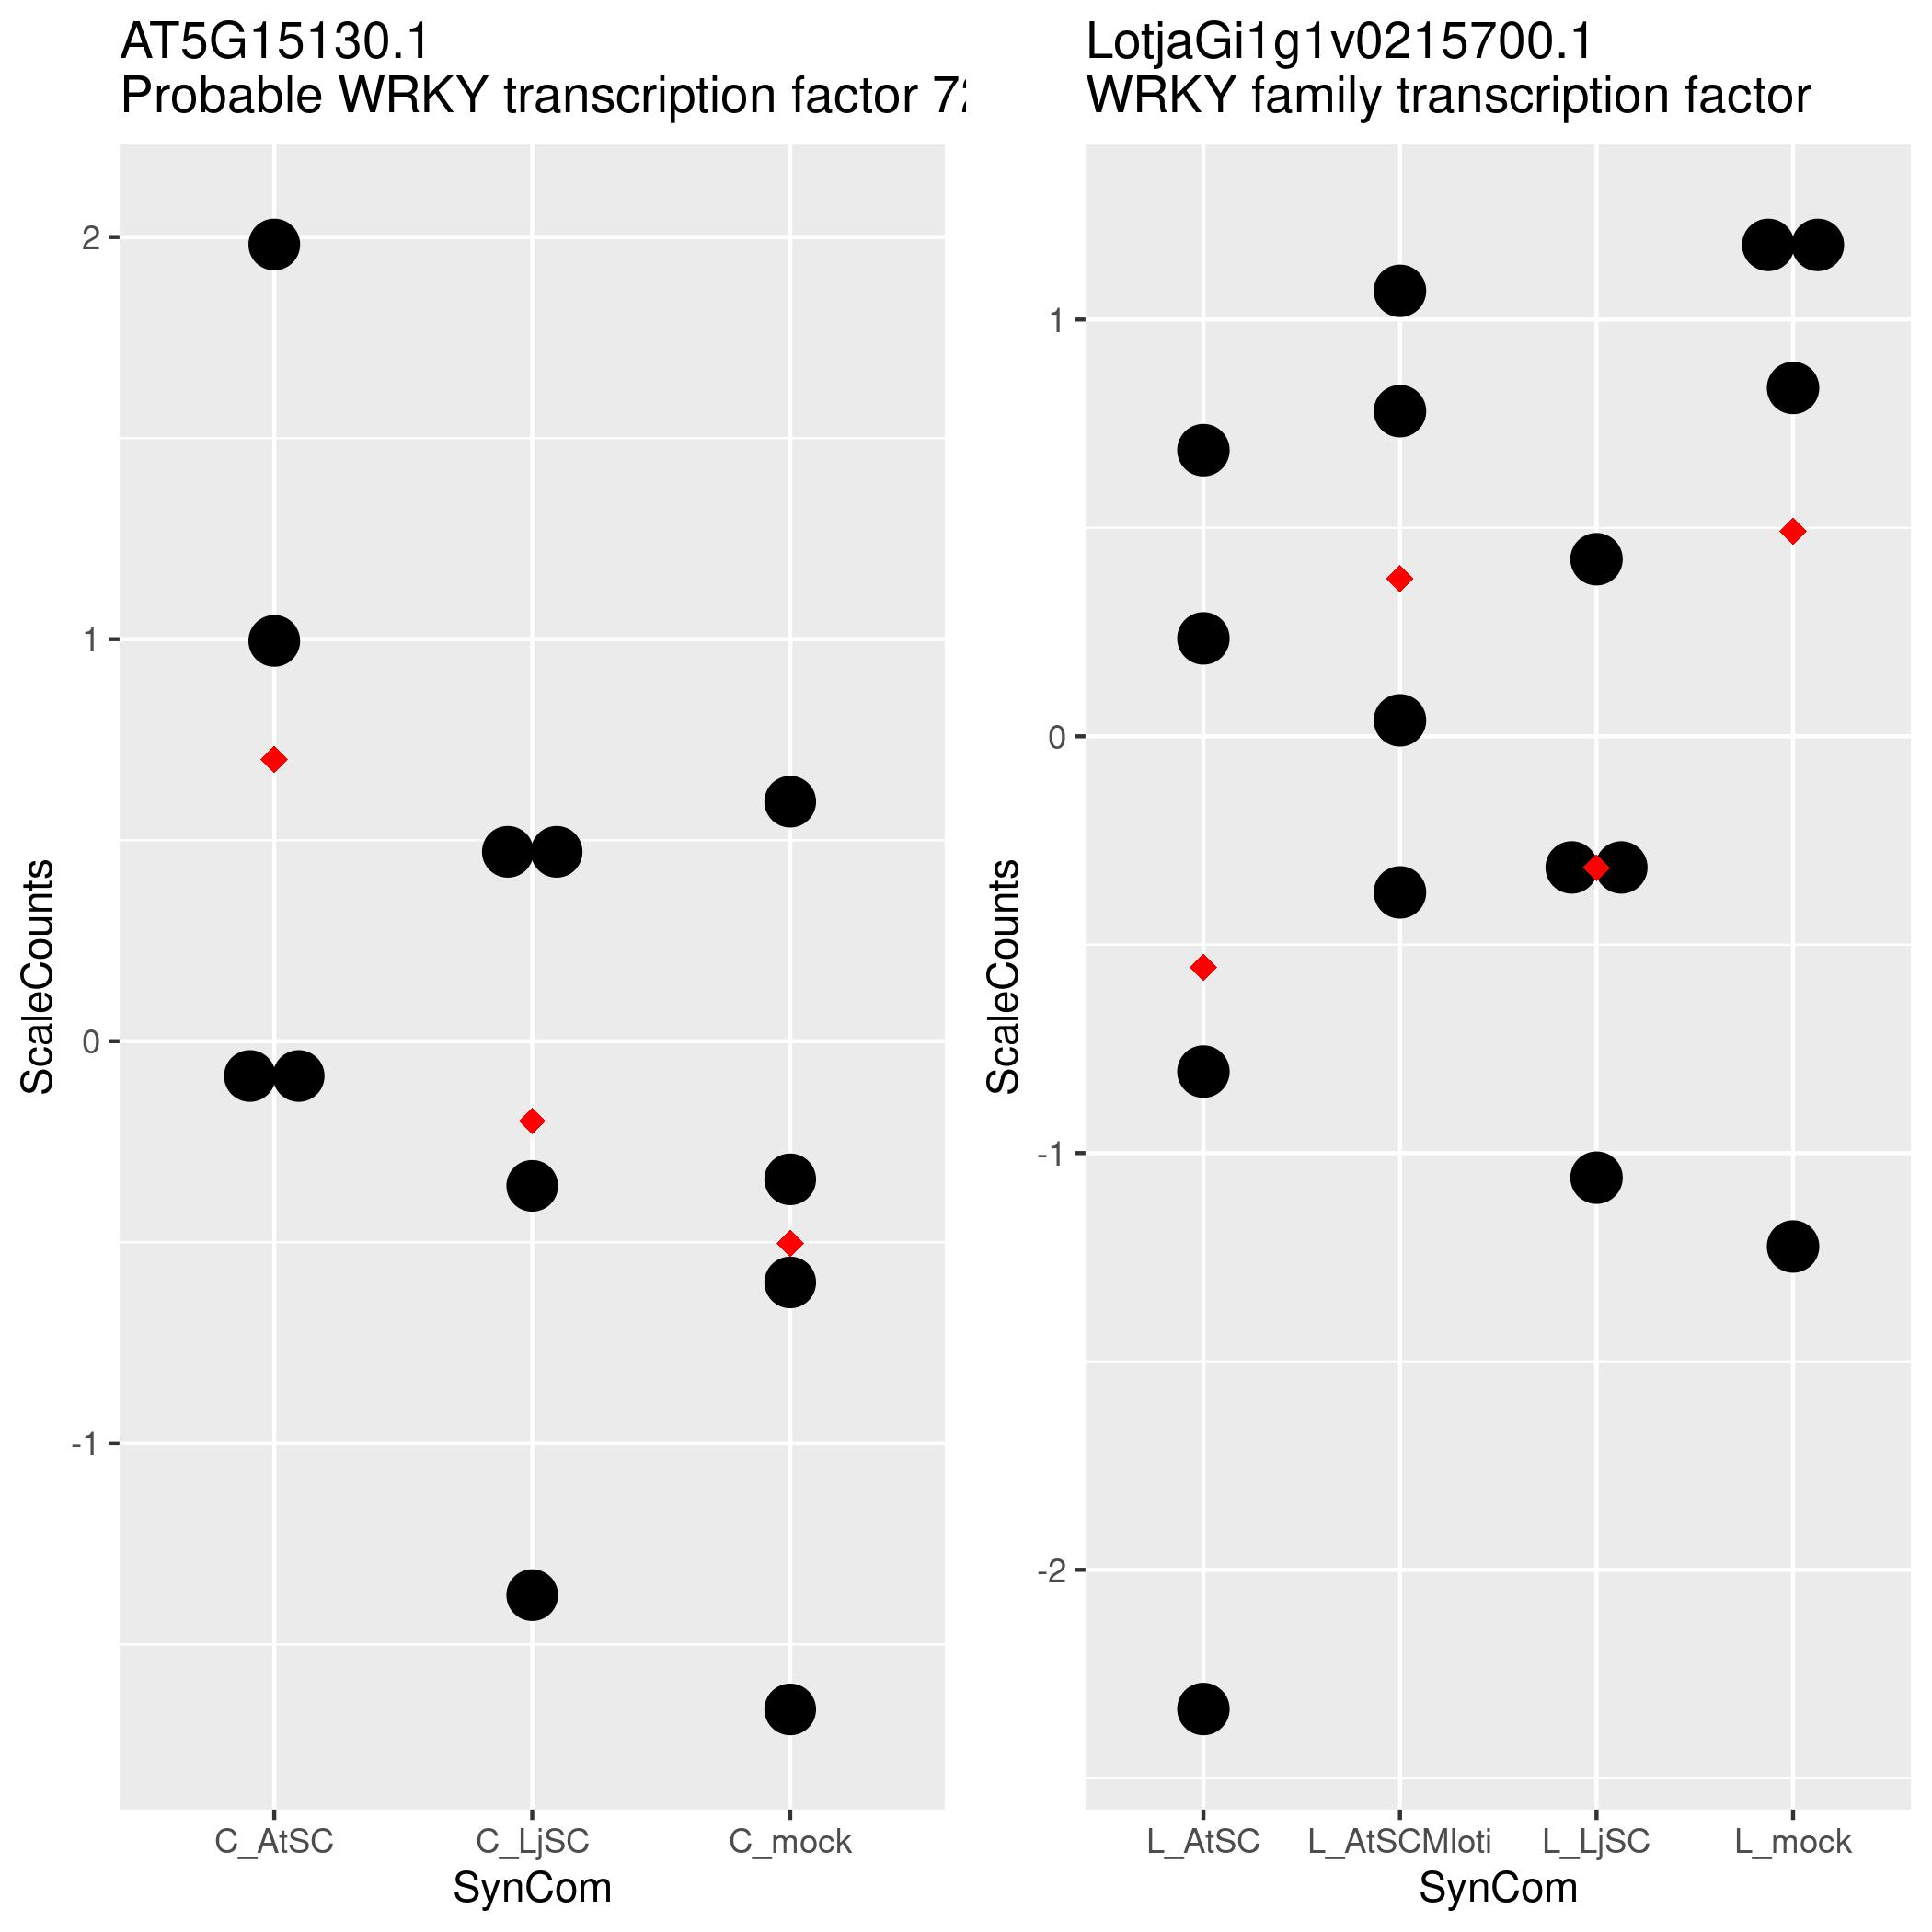 AT5G15130.1
Probable WRKY transcription factor
LotjaGi1g1v0215700.1
WRKY family transcription factor
ScaleCounts
2
1
0
-1
C_AtSC C_LjSC C_mock
SynCom
ScaleCounts
1
0
-1
-2
L_AtSC L_AtSCMloti L_LjSC L_mock
SynCom